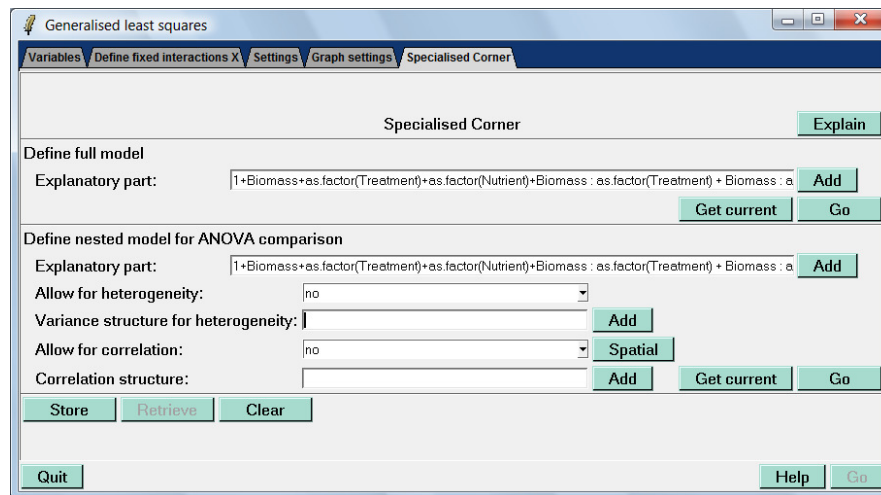 Generalised least squares
Variables Define fixed interactions X Settings Graph settings Specialised Corner
Specialised Corner Explain
Define full model
Explanatory part: 1+Biomass+as.factor(Treatment)+as.factor(Nutrient)+Biomass : as.factor(Treatment) + Biomass : a Add
Get current Go
Define nested model for ANOVA comparison
Explanatory part: 1+Biomass+as.factor(Treatment)+as.factor(Nutrient)+Biomass : as.factor(Treatment) + Biomass : a Add
Allow for heterogeneity: no
Variance structure for heterogeneity: Add
Allow for correlation: no Spatial
Correlation structure: Add Get current Go
Store Retrieve Clear
Quit Help Go